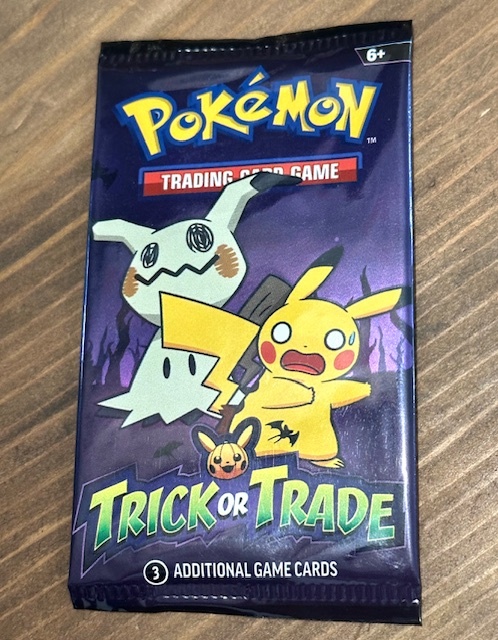 6+
POKéMON
TM
TRADING CARD GAME
TRICK OR TRADE
3 ADDITIONAL GAME CARDS